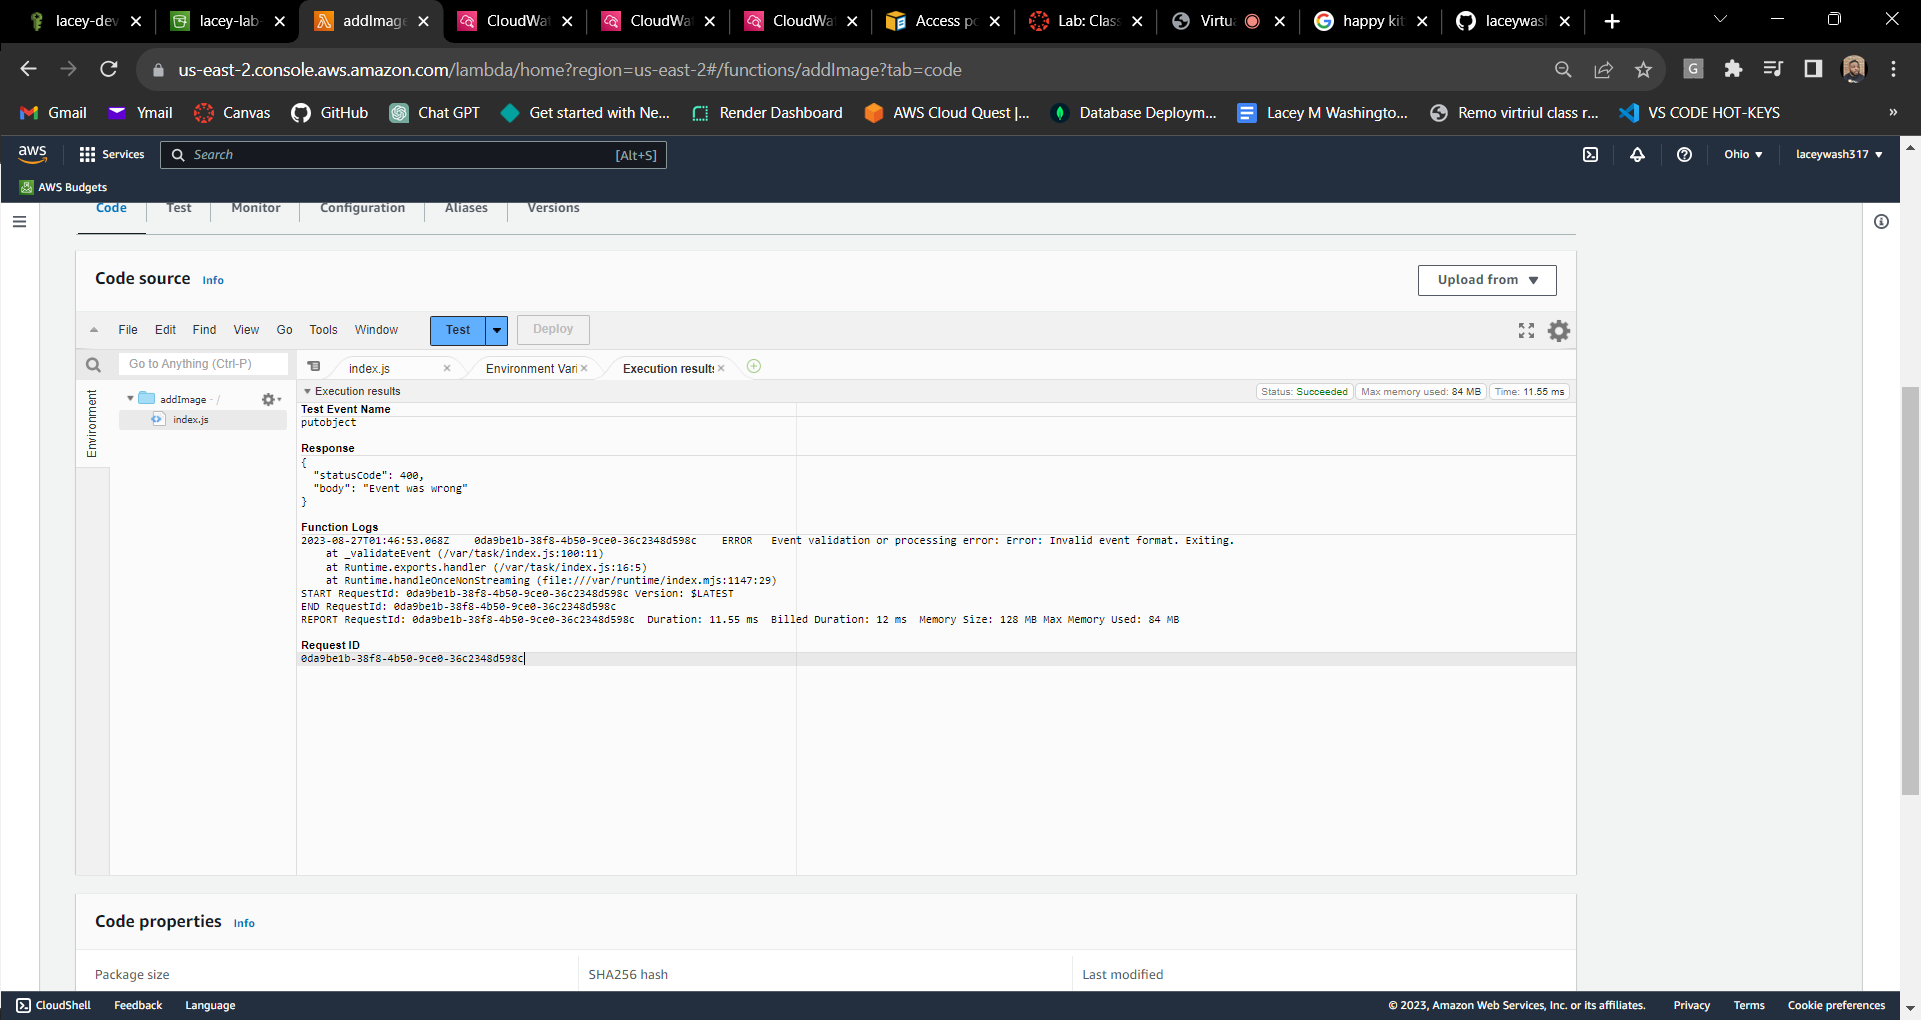 lacey-dev
lacey-lab-
addImage
CloudWat
CloudWat
CloudWat
Access po
Lab: Class
Virtu
happy kit
laceywash
us-east-2.console.aws.amazon.com/lambda/home?region=us-east-2#/functions/addImage?tab=code
G
Gmail
Ymail
Canvas
GitHub
Chat GPT
Get started with Ne...
Render Dashboard
AWS Cloud Quest |...
Database Deploym...
Lacey M Washingto...
Remo virtriul class r...
VS CODE HOT-KEYS
»
aws
Services
Search
[Alt+S]
Ohio
laceywash317
AWS Budgets
Code
Test
Monitor
Configuration
Aliases
Versions
Code source
Info
Upload from
File
Edit
Find
View
Go
Tools
Window
Test
Deploy
Go to Anything (Ctrl-P)
index.js
Environment Vari
Execution results
Environment
addImage - /
index.js
Execution results
Status: Succeeded
Max memory used: 84 MB
Time: 11.55 ms
Test Event Name
putobject
Response
{
"statusCode": 400,
"body": "Event was wrong"
}
Function Logs
2023-08-27T01:46:53.068Z 0da9be1b-38f8-4b50-9ce0-36c2348d598c ERROR Event validation or processing error: Error: Invalid event format. Exiting.
at _validateEvent (/var/task/index.js:100:11)
at Runtime.exports.handler (/var/task/index.js:16:5)
at Runtime.handleOnceNonStreaming (file:///var/runtime/index.mjs:1147:29)
START RequestId: 0da9be1b-38f8-4b50-9ce0-36c2348d598c Version: $LATEST
END RequestId: 0da9be1b-38f8-4b50-9ce0-36c2348d598c
REPORT RequestId: 0da9be1b-38f8-4b50-9ce0-36c2348d598c Duration: 11.55 ms Billed Duration: 12 ms Memory Size: 128 MB Max Memory Used: 84 MB
Request ID
0da9be1b-38f8-4b50-9ce0-36c2348d598c
Code properties
Info
Package size
SHA256 hash
Last modified
CloudShell
Feedback
Language
© 2023, Amazon Web Services, Inc. or its affiliates.
Privacy
Terms
Cookie preferences